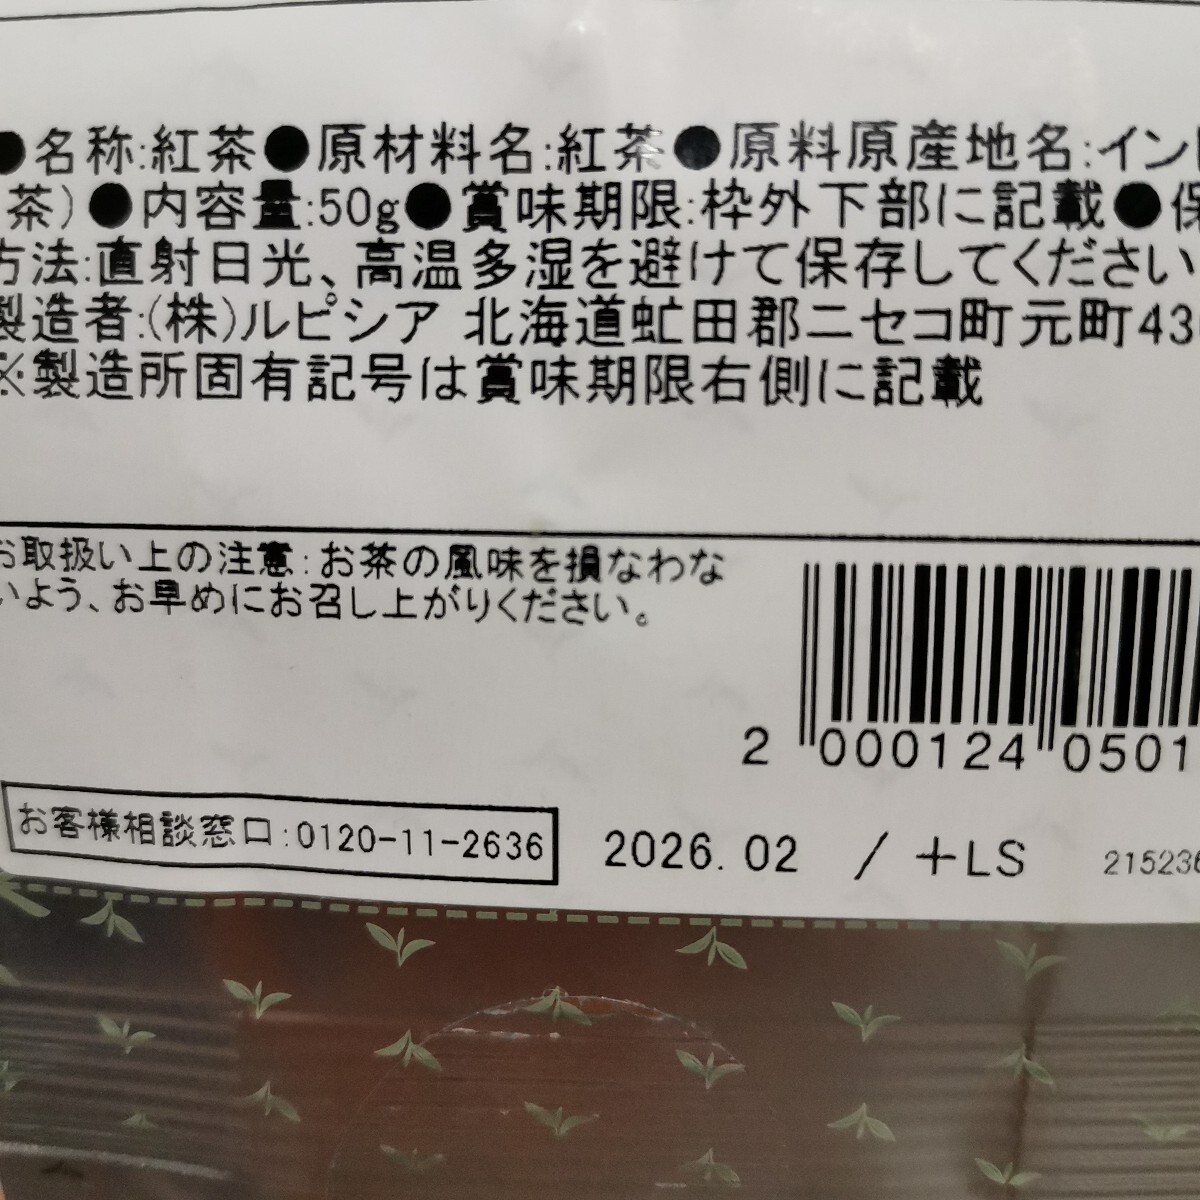 ●名称:紅茶●原材料名:紅茶●原料原産地名:イン
茶)●内容量:50g●賞味期限:枠外下部に記載●保
方法:直射日光、高温多湿を避けて保存してください
製造者:(株)ルピシア 北海道虻田郡ニセコ町元町43
※製造所固有記号は賞味期限右側に記載
お取扱い上の注意:お茶の風味を損なわな
いよう、お早めにお召し上がりください。
2 000124 0501
お客様相談窓口:0120-11-2636
2026.02 / +LS 215236